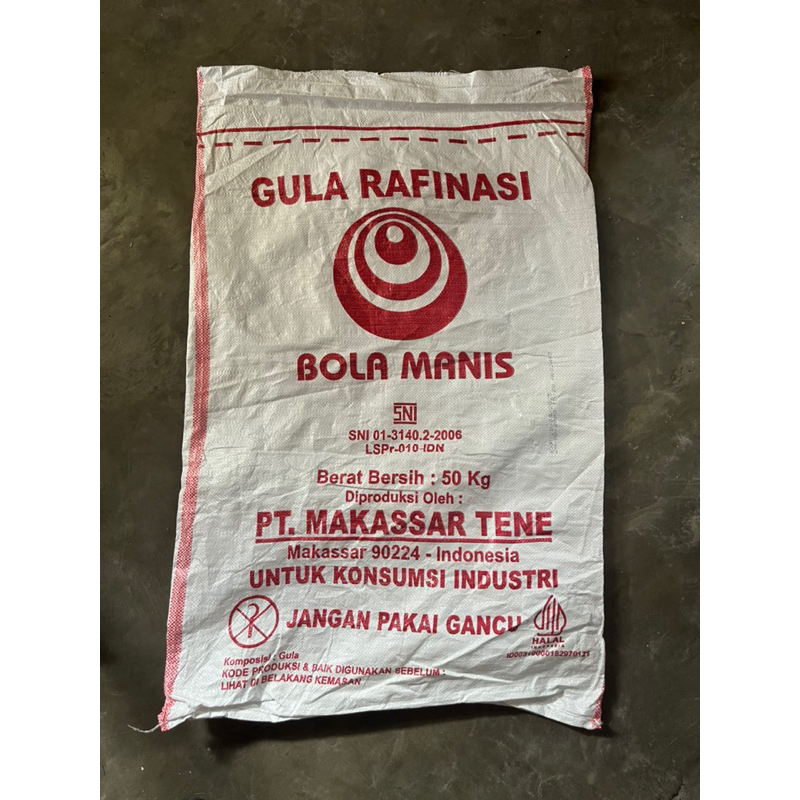 GULA RAFINASI
BOLA MANIS
SNI
SNI 01-3140.2-2006
LSPr-010-IDN
Berat Bersih : 50 Kg
Diproduksi Oleh :
PT. MAKASSAR TENE
Makassar 90224 - Indonesia
UNTUK KONSUMSI INDUSTRI
JANGAN PAKAI GANCU
HALAL
INDONESIA
Komposisi : Gula
KODE PRODUKSI & BAIK DIGUNAKAN SEBELUM :
LIHAT DI BELAKANG KEMASAN